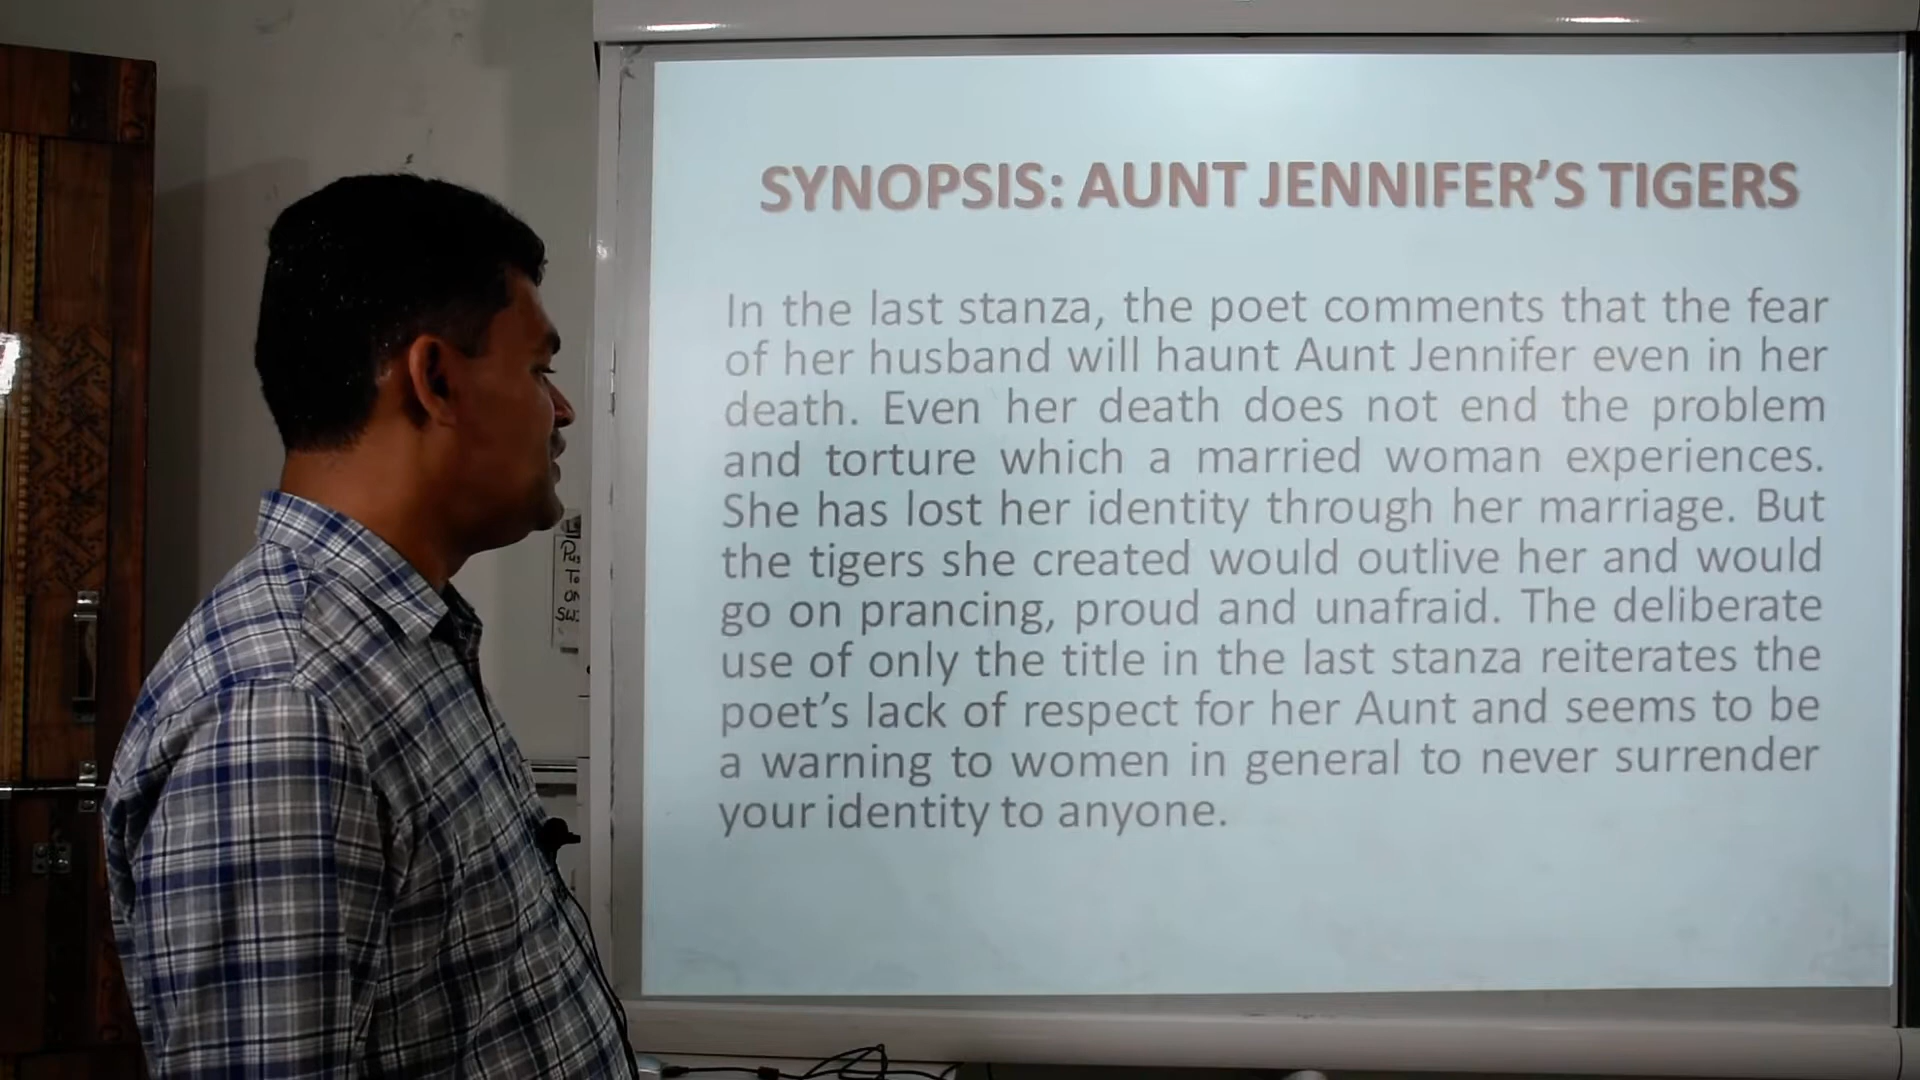 SYNOPSIS: AUNT JENNIFER'S TIGERS
In the last stanza, the poet comments that the fear
of her husband will haunt Aunt Jennifer even in her
death. Even her death does not end the problem
and torture which a married woman experiences.
She has lost her identity through her marriage. But
the tigers she created would outlive her and would
go on prancing, proud and unafraid. The deliberate
use of only the title in the last stanza reiterates the
poet's lack of respect for her Aunt and seems to be
a warning to women in general to never surrender
your identity to anyone.